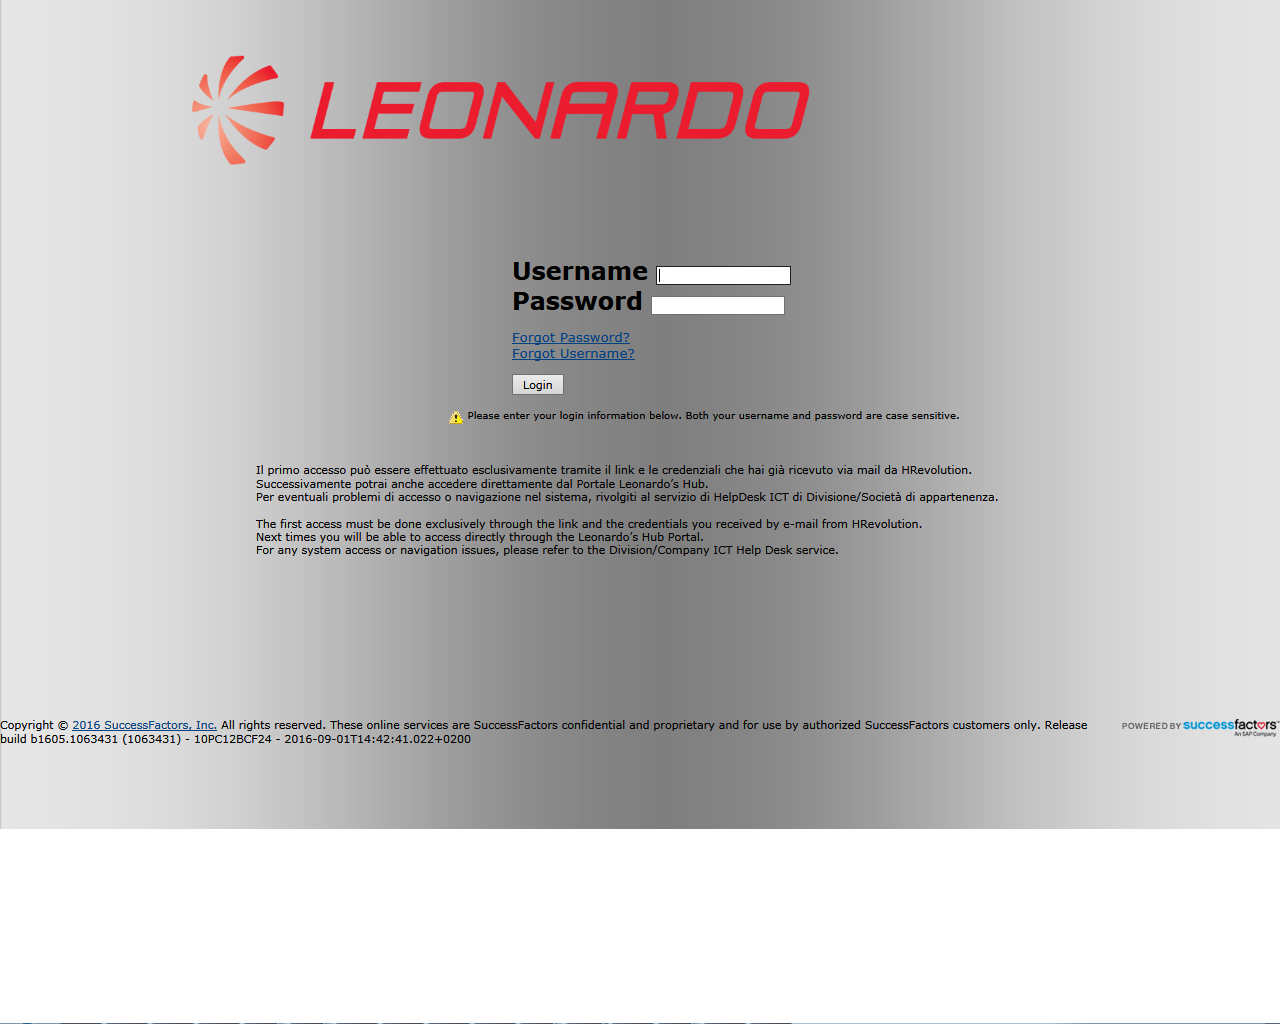 LEONARDO
Username
Password
Forgot Password?
Forgot Username?
Login
Please enter your login information below. Both your username and password are case sensitive.
Il primo accesso può essere effettuato esclusivamente tramite il link e le credenziali che hai già ricevuto via mail da HRevolution.
Successivamente potrai anche accedere direttamente dal Portale Leonardo’s Hub.
Per eventuali problemi di accesso o navigazione nel sistema, rivolgiti al servizio di HelpDesk ICT di Divisione/Società di appartenenza.
The first access must be done exclusively through the link and the credentials you received by e-mail from HRevolution.
Next times you will be able to access directly through the Leonardo’s Hub Portal.
For any system access or navigation issues, please refer to the Division/Company ICT Help Desk service.
Copyright © 2016 SuccessFactors, Inc. All rights reserved. These online services are SuccessFactors confidential and proprietary and for use by authorized SuccessFactors customers only. Release
build b1605.1063431 (1063431) - 10PC12BCF24 - 2016-09-01T14:42:41.022+0200
POWERED BY successfactors™
An SAP Company